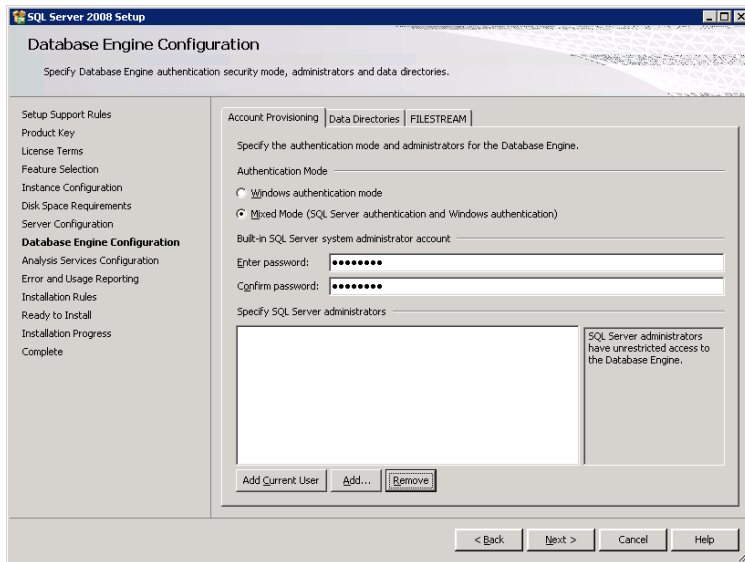 SQL Server 2008 Setup
Database Engine Configuration
Specify Database Engine authentication security mode, administrators and data directories.
Setup Support Rules
Product Key
License Terms
Feature Selection
Instance Configuration
Disk Space Requirements
Server Configuration
Database Engine Configuration
Analysis Services Configuration
Error and Usage Reporting
Installation Rules
Ready to Install
Installation Progress
Complete
Account Provisioning Data Directories FILESTREAM
Specify the authentication mode and administrators for the Database Engine.
Authentication Mode
Windows authentication mode
Mixed Mode (SQL Server authentication and Windows authentication)
Built-in SQL Server system administrator account
Enter password: ●●●●●●●●
Confirm password: ●●●●●●●●
Specify SQL Server administrators
SQL Server administrators
have unrestricted access to
the Database Engine.
Add Current User Add... Remove
< Back Next > Cancel Help